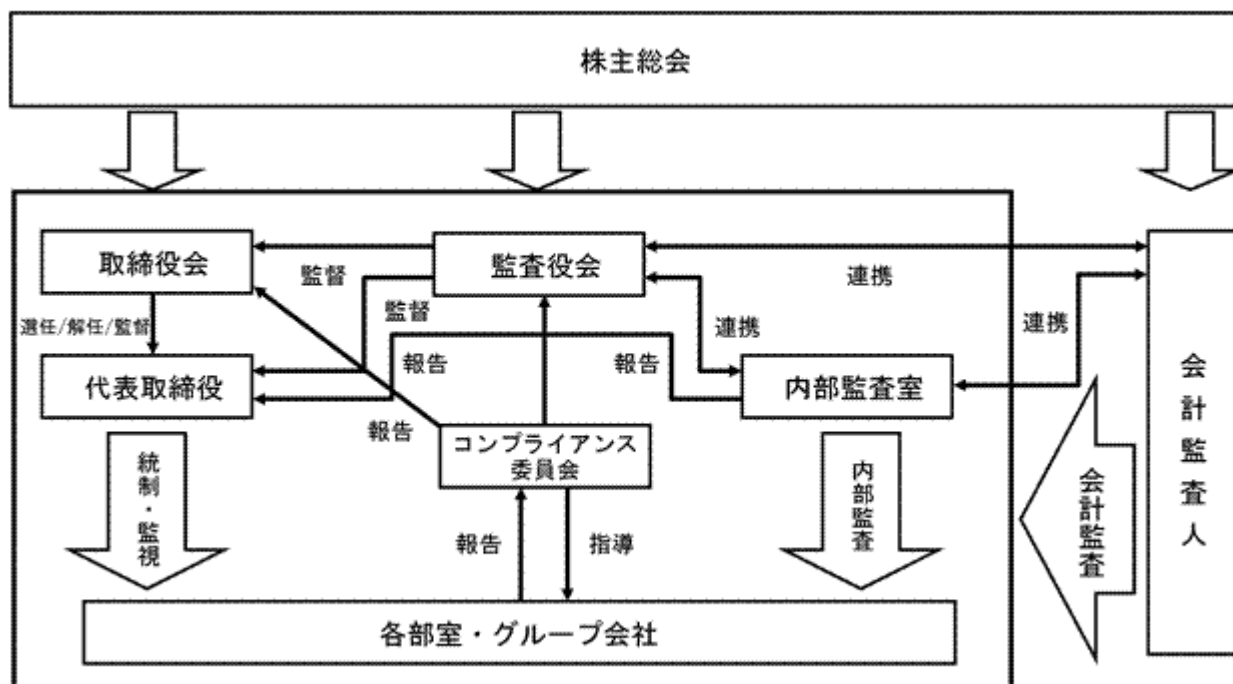 株主総会
取締役会
監査役会
監督
監督
連携
連携
連携
選任/解任/監督
代表取締役
報告
報告
内部監査室
報告
コンプライアンス
委員会
統制・監視
内部監査
会計監査
会計監査人
報告
指導
各部室・グループ会社